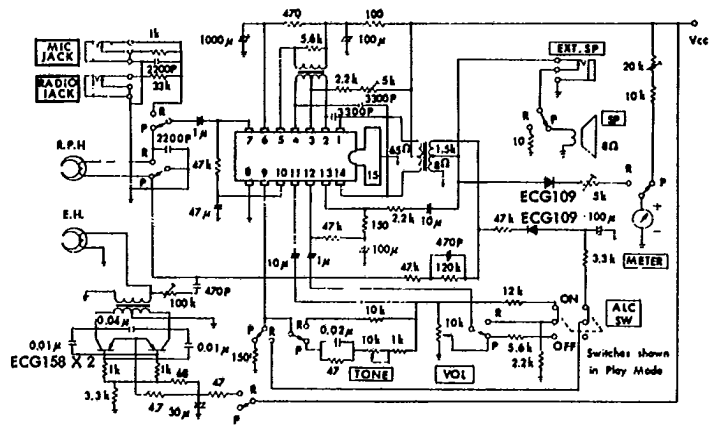 1k
470
100
MIC
JACK
1000μ
5.6k
100μ
Vcc
EXT. SP
2200P
33k
2.2k
5k
20k
RADIO
JACK
3300P
3300P
10k
R
P
1μ
R
P
SP
R.P.H
2200P
7 6 5 4 3 2 1
65Ω
1.5k
8Ω
10
8Ω
R
P
47k
15
8 9 10 11 12 13 14
ECG109
5k
R
P
47μ
2.2k
10μ
ECG109
100μ
+
−
E.H.
47k
150
47k
METER
100μ
470P
3.3k
10μ
1μ
47k
120k
100k
470P
12k
ON
ALC
SW
0.04μ
10k
R
0.01μ
0.01μ
R
P
0.02μ
10k
1k
10k
R
P
5.6k
OFF
ECG158 X 2
P
R
150
47
TONE
VOL
2.2k
Switches shown
in Play Mode
1k
1k
68
3.3k
47
30μ
47
R
P